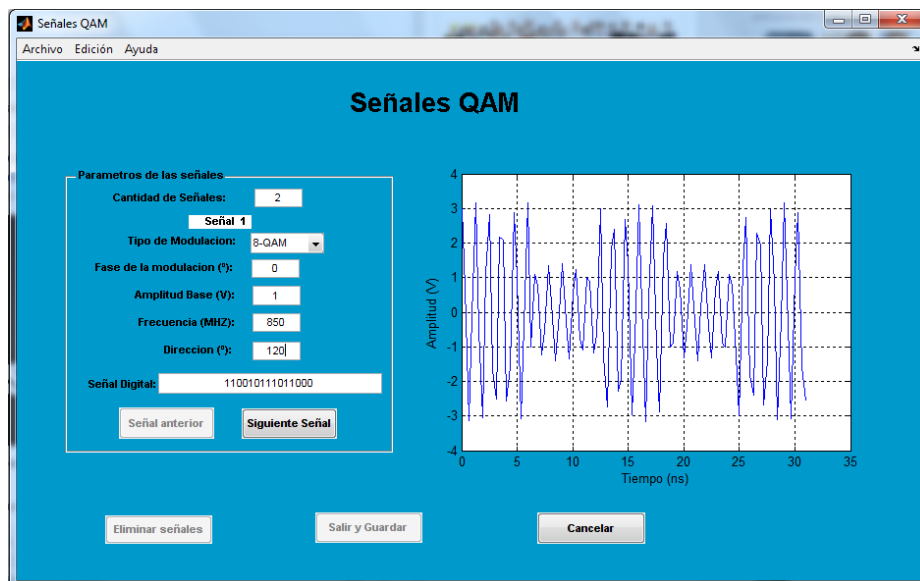 Señales QAM
Archivo Edición Ayuda
Señales QAM
Parametros de las señales
Cantidad de Señales: 2
Señal 1
Tipo de Modulacion: 8-QAM
Fase de la modulacion (º): 0
Amplitud Base (V): 1
Frecuencia (MHZ): 850
Direccion (º): 120
Señal Digital: 110010111011000
Señal anterior Siguiente Señal
4
3
2
1
0
-1
-2
-3
-4
Amplitud (V)
0 5 10 15 20 25 30 35
Tiempo (ns)
Eliminar señales Salir y Guardar Cancelar